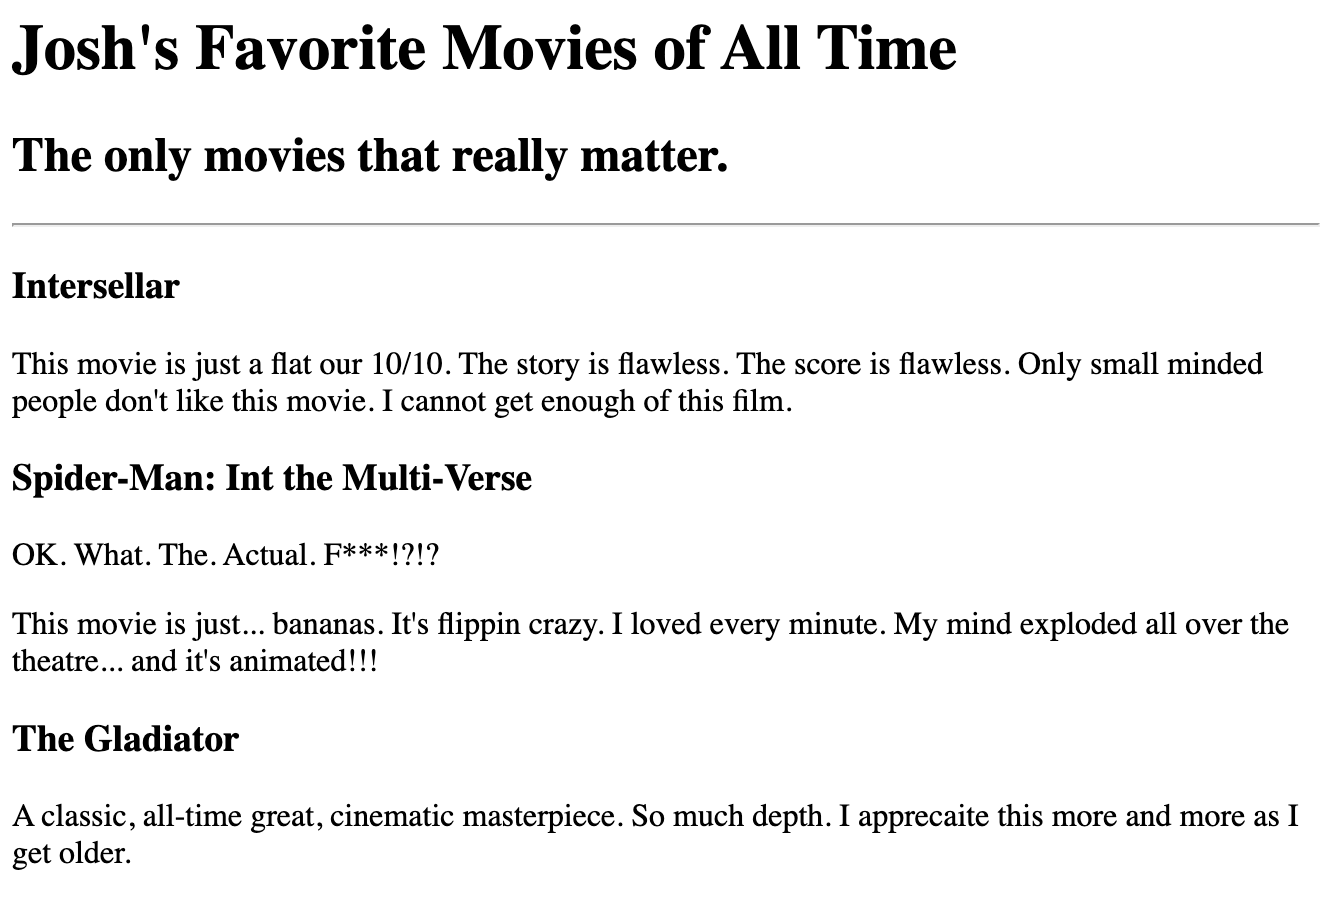 Josh's Favorite Movies of All Time
The only movies that really matter.
Intersellar
This movie is just a flat our 10/10. The story is flawless. The score is flawless. Only small minded
people don't like this movie. I cannot get enough of this film.
Spider-Man: Int the Multi-Verse
OK. What. The. Actual. F***!?!?
This movie is just... bananas. It's flippin crazy. I loved every minute. My mind exploded all over the
theatre... and it's animated!!!
The Gladiator
A classic, all-time great, cinematic masterpiece. So much depth. I apprecaite this more and more as I
get older.